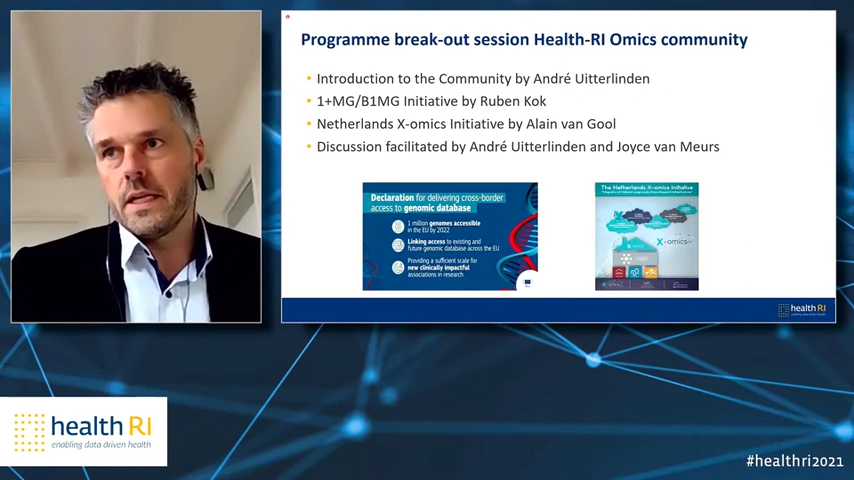 Programme break-out session Health-RI Omics community
• Introduction to the Community by André Uitterlinden
• 1+MG/B1MG Initiative by Ruben Kok
• Netherlands X-omics Initiative by Alain van Gool
• Discussion facilitated by André Uitterlinden and Joyce van Meurs
Declaration for delivering cross-border
access to genomic database
1 million genomes accessible
in the EU by 2022
Linking access to existing and
future genomic database across the EU
Providing a sufficient scale for
new clinically impactful
associations in research
The Netherlands X-omics Initiative
X-omics
health RI
health RI
enabling data driven health
#healthri2021